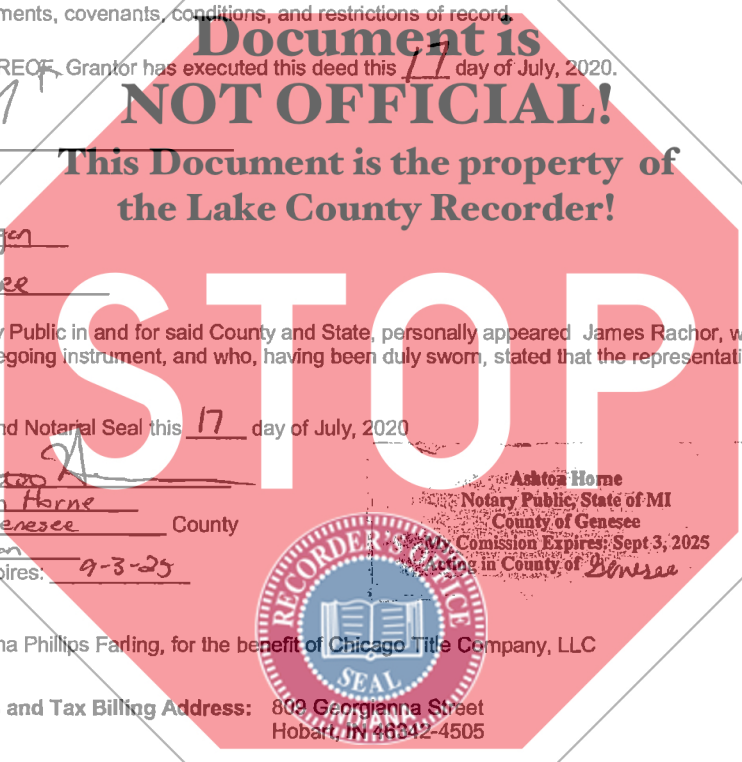 ments, covenants, conditions, and restrictions of record.
Document is
REOF, Grantor has executed this deed this 17 day of July, 2020.
NOT OFFICIAL!
This Document is the property of
the Lake County Recorder!
STOP
y Public in and for said County and State, personally appeared James Rachor, w
egoing instrument, and who, having been duly sworn, stated that the representati
nd Notarial Seal this 17 day of July, 2020
Ashton Horne
Notary Public, State of MI
County of Genesee
My Comission Expires: Sept 3, 2025
Acting in County of Genesee
Horne
enesee County
pires: 9-3-25
RECORDER'S OFFICE
SEAL
INDIANA
na Phillips Farling, for the benefit of Chicago Title Company, LLC
and Tax Billing Address: 809 Georgianna Street
Hobart, IN 46342-4505